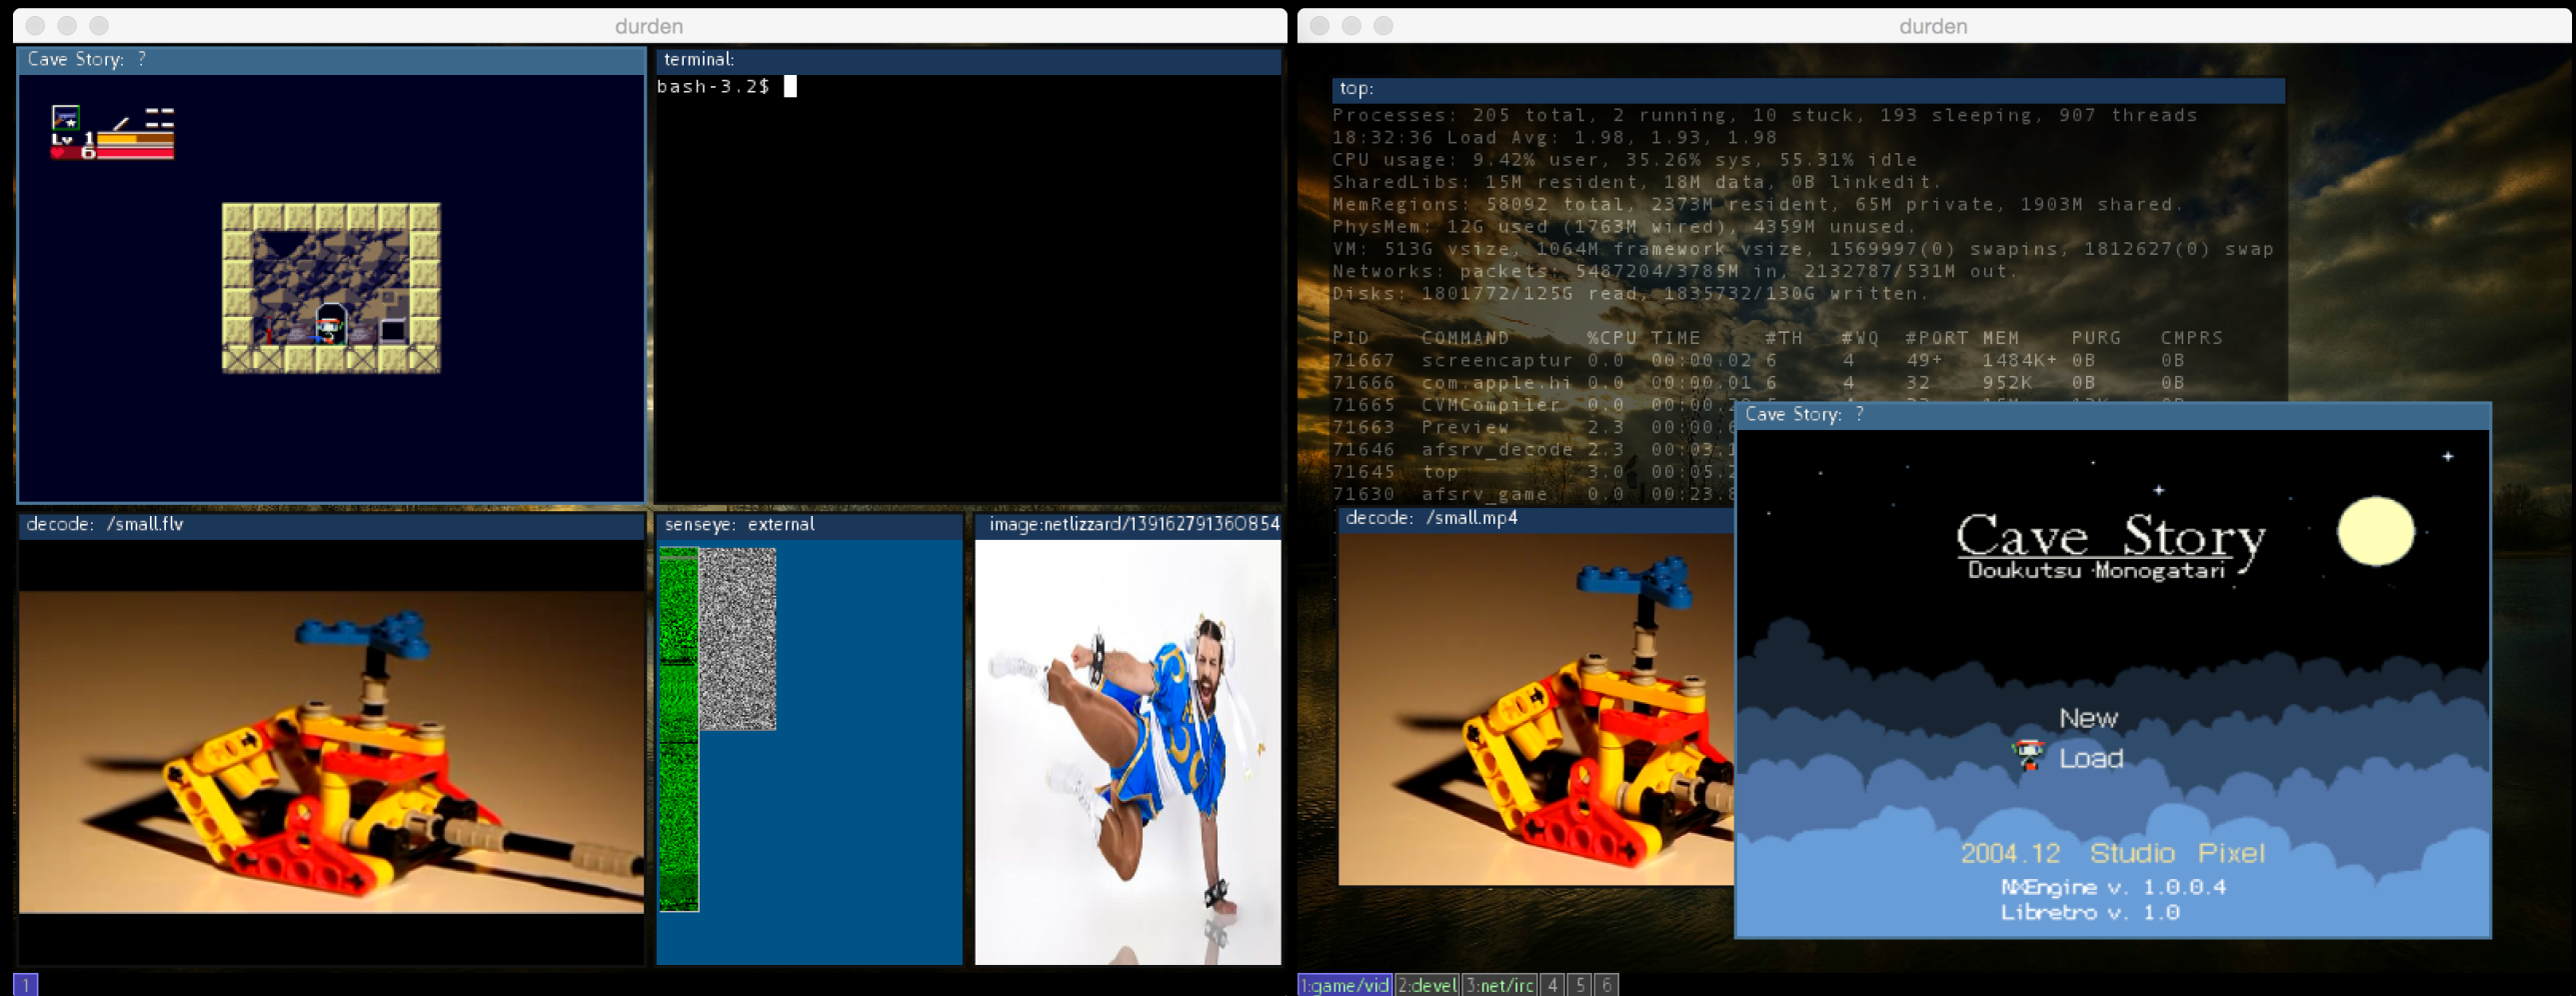 durden
Cave Story: ?
Lv 1
6
terminal:
bash-3.2$
decode: /small.flv
senseye: external
image:netlizzard/13916279136O854
1
durden
top:
Processes: 205 total, 2 running, 10 stuck, 193 sleeping, 907 threads
18:32:36 Load Avg: 1.98, 1.93, 1.98
CPU usage: 9.42% user, 35.26% sys, 55.31% idle
SharedLibs: 15M resident, 18M data, 0B linkedit.
MemRegions: 58092 total, 2373M resident, 65M private, 1903M shared.
PhysMem: 12G used (1763M wired), 4359M unused.
VM: 513G vsize, 1064M framework vsize, 1569997(0) swapins, 1812627(0) swap
Networks: packets: 5487204/3785M in, 2132787/531M out.
Disks: 1801772/125G read, 1835732/130G written.
PID COMMAND %CPU TIME #TH #WQ #PORT MEM PURG CMPRS
71667 screencaptur 0.0 00:00.02 6 4 49+ 1484K+ 0B 0B
71666 com.apple.hi 0.0 00:00.01 6 4 32 952K 0B 0B
71665 CVMCompiler 0.0
71663 Preview 2.3
71646 afsrv_decode 2.3
71645 top 3.0
71630 afsrv_game 0.0
decode: /small.mp4
Cave Story: ?
Cave Story
Doukutsu Monogatari
New
Load
2004.12 Studio Pixel
NXEngine v. 1.0.0.4
Libretro v. 1.0
1:game/vid 2:devel 3:net/irc 4 5 6